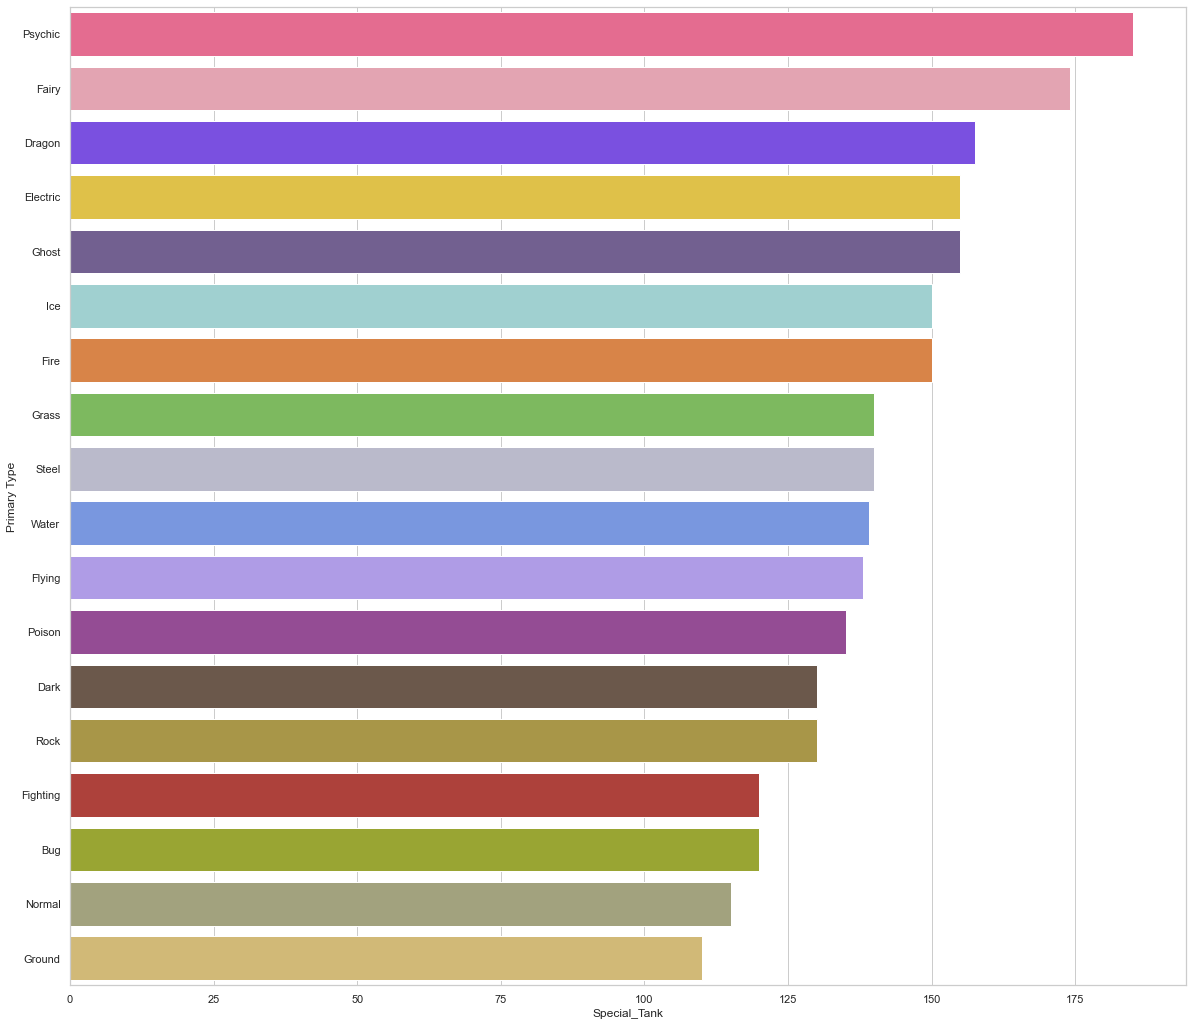 Psychic
Fairy
Dragon
Electric
Ghost
Ice
Fire
Grass
Steel
Water
Flying
Poison
Dark
Rock
Fighting
Bug
Normal
Ground
Primary Type
0 25 50 75 100 125 150 175
Special_Tank